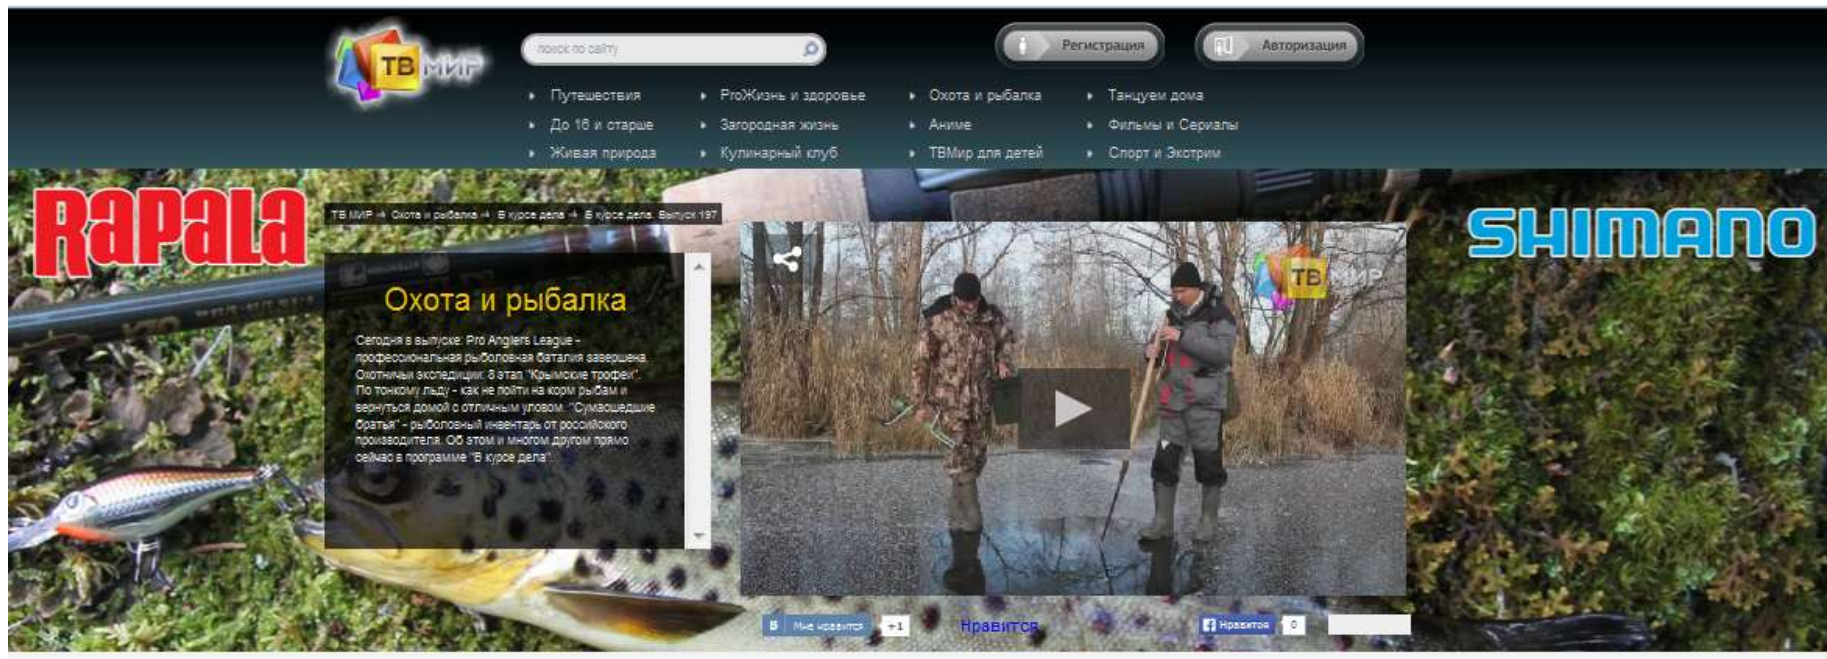 ТВ МИР
поиск по сайту
Регистрация
Авторизация
Путешествия
ProЖизнь и здоровье
Охота и рыбалка
Танцуем дома
До 16 и старше
Загородная жизнь
Аниме
Фильмы и Сериалы
Живая природа
Кулинарный клуб
ТВМир для детей
Спорт и Экстрим
RAPALA
SHIMANO
ТВ МИР → Охота и рыбалка → В курсе дела → В курсе дела. Выпуск 197
ТВ МИР
Охота и рыбалка
Сегодня в выпуске: Pro Anglers League -
профессиональная рыболовная баталия завершена.
Охотничьи экспедиции: 8 этап "Крымские трофеи".
По тонкому льду - как не пойти на корм рыбам и
вернуться домой с отличным уловом. "Сумасшедшие
братья" - рыболовный инвентарь от российского
производителя. Об этом и многом другом прямо
сейчас в программе "В курсе дела".
В Мне нравится +1
Нравится
f Нравится 0